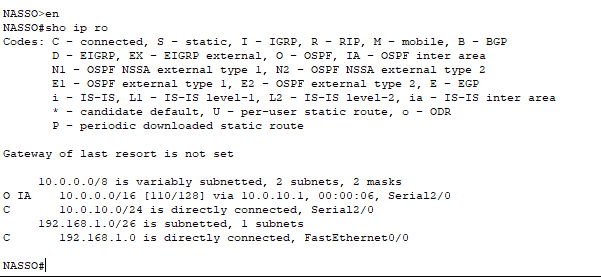 NASSO>en
NASSO#sho ip ro
Codes: C - connected, S - static, I - IGRP, R - RIP, M - mobile, B - BGP
       D - EIGRP, EX - EIGRP external, O - OSPF, IA - OSPF inter area
       N1 - OSPF NSSA external type 1, N2 - OSPF NSSA external type 2
       E1 - OSPF external type 1, E2 - OSPF external type 2, E - EGP
       i - IS-IS, L1 - IS-IS level-1, L2 - IS-IS level-2, ia - IS-IS inter area
       * - candidate default, U - per-user static route, o - ODR
       P - periodic downloaded static route

Gateway of last resort is not set

     10.0.0.0/8 is variably subnetted, 2 subnets, 2 masks
O IA    10.0.0.0/16 [110/128] via 10.0.10.1, 00:00:06, Serial2/0
C       10.0.10.0/24 is directly connected, Serial2/0
     192.168.1.0/26 is subnetted, 1 subnets
C       192.168.1.0 is directly connected, FastEthernet0/0

NASSO#